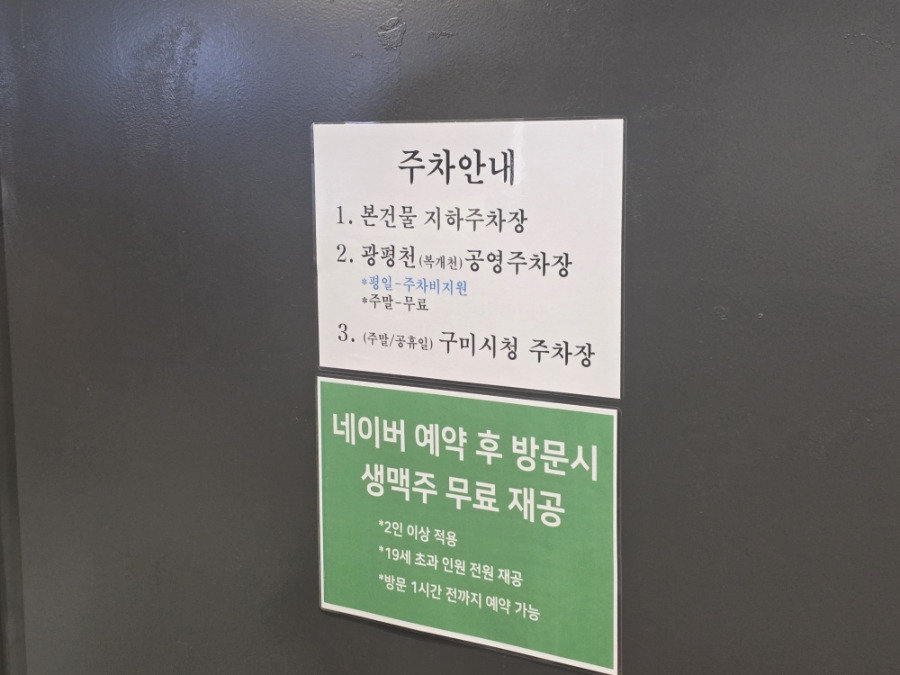 주차안내
1. 본건물 지하주차장
2. 광평천(복개천)공영주차장
*평일-주차비지원
*주말-무료
3. (주말/공휴일) 구미시청 주차장
네이버 예약 후 방문시
생맥주 무료 재공
*2인 이상 적용
*19세 초과 인원 전원 재공
*방문 1시간 전까지 예약 가능